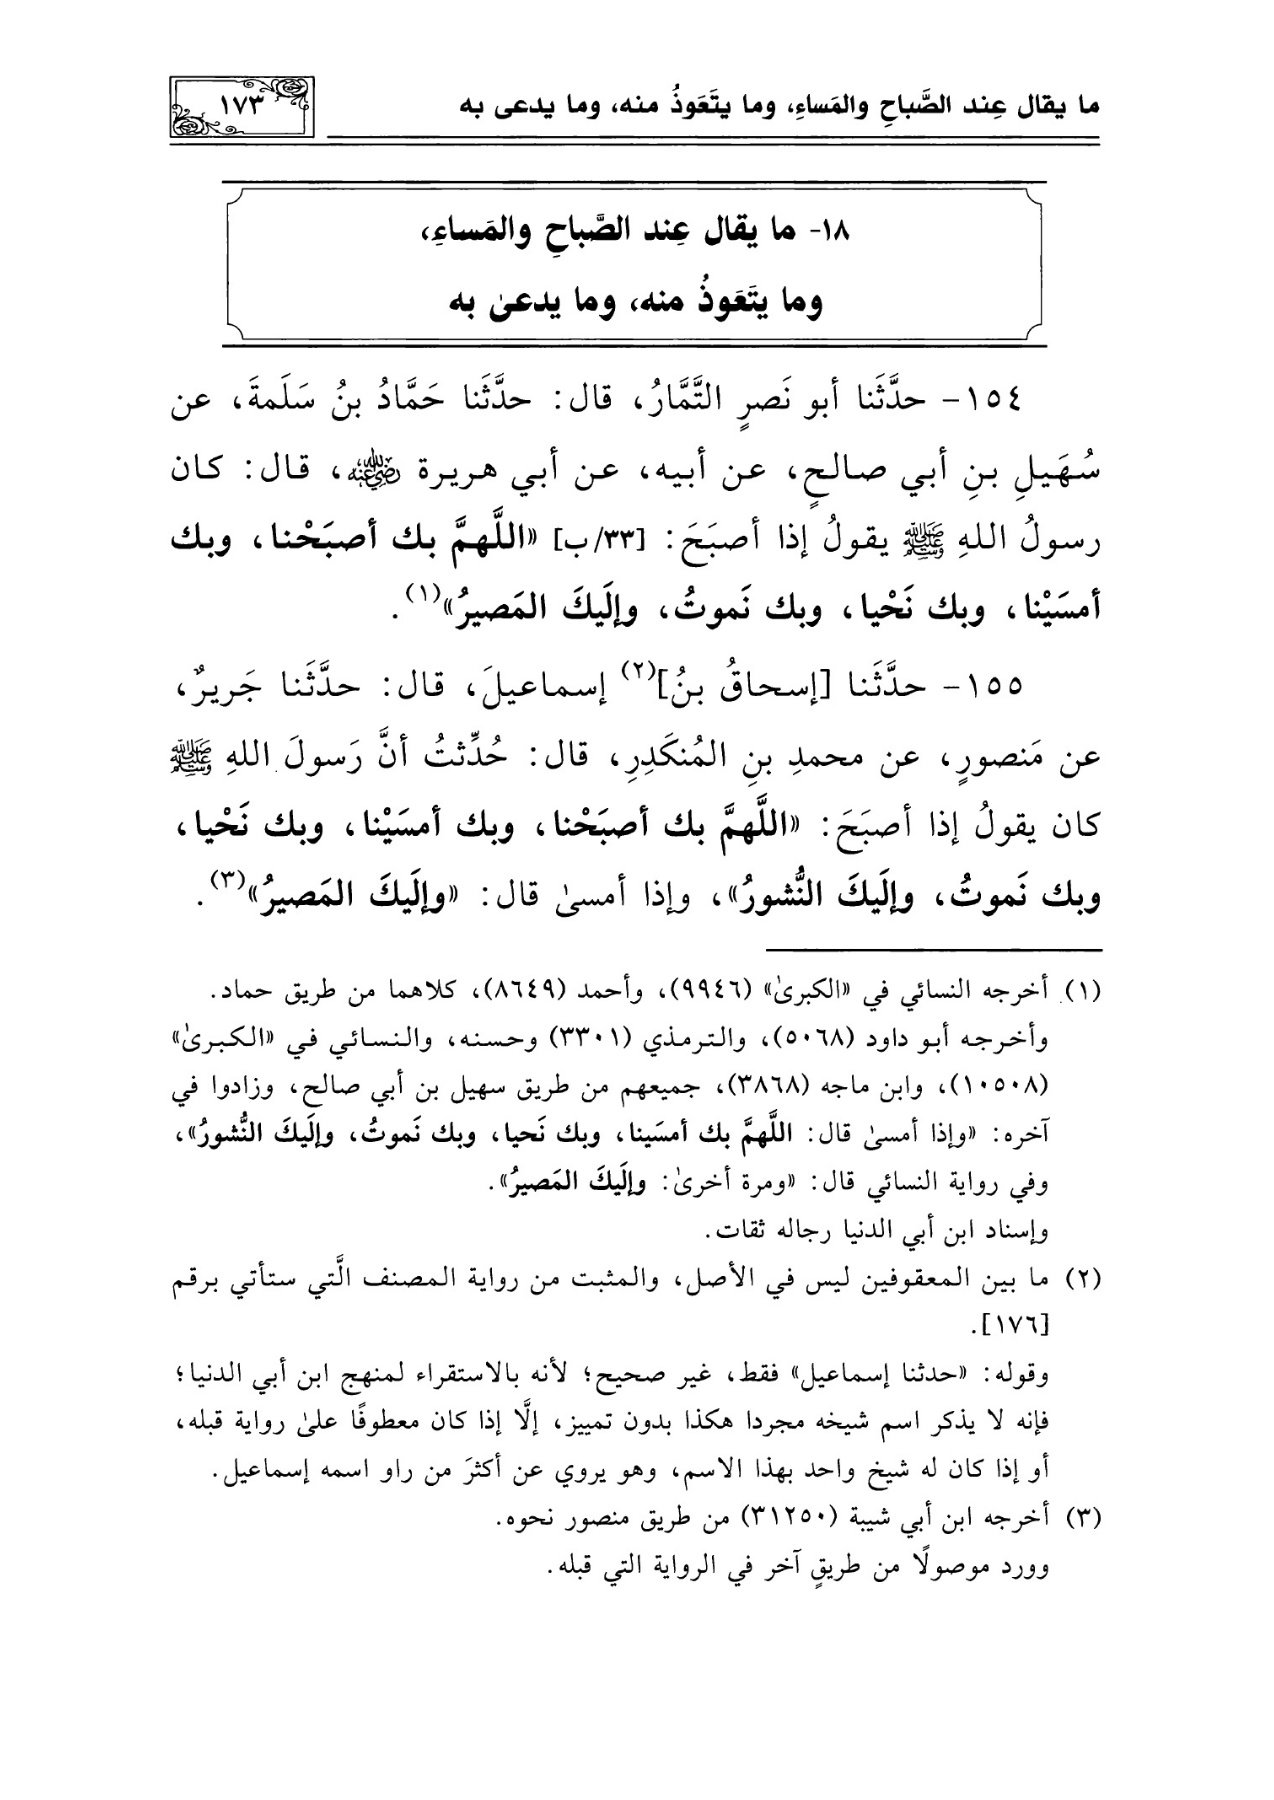 ما يقال عِند الصَّباحِ والمَساءِ، وما يتَعَوذُ منه، وما يدعى به
١٧٣
١٨- ما يقال عِند الصَّباحِ والمَساءِ،
وما يتَعَوذُ منه، وما يدعىٰ به
١٥٤- حدَّثَنا أبو نَصرٍ التَّمَّارُ، قال: حدَّثَنا حَمَّادُ بنُ سَلَمةَ، عن
سُهَيلِ بنِ أبي صالحٍ، عن أبيه، عن أبي هريرة رضي الله عنه، قال: كان
رسولُ اللهِ ﷺ يقولُ إذا أصبَحَ: [٣٣/ب] «اللَّهمَّ بك أصبَحْنا، وبك
أمسَيْنا، وبك نَحْيا، وبك نَموتُ، وإلَيكَ المَصيرُ»(١).
١٥٥- حدَّثَنا [إسحاقُ بنُ](٢) إسماعيلَ، قال: حدَّثَنا جَريرٌ،
عن مَنصورٍ، عن محمدِ بنِ المُنكَدِرِ، قال: حُدِّثتُ أنَّ رَسولَ اللهِ ﷺ
كان يقولُ إذا أصبَحَ: «اللَّهمَّ بك أصبَحْنا، وبك أمسَيْنا، وبك نَحْيا،
وبك نَموتُ، وإلَيكَ النُّشورُ»، وإذا أمسىٰ قال: «وإلَيكَ المَصيرُ»(٣).
(١) أخرجه النسائي في «الكبرىٰ» (٩٩٤٦)، وأحمد (٨٦٤٩)، كلاهما من طريق حماد.
وأخرجه أبو داود (٥٠٦٨)، والترمذي (٣٣٠١) وحسنه، والنسائي في «الكبرىٰ»
(١٠٥٠٨)، وابن ماجه (٣٨٦٨)، جميعهم من طريق سهيل بن أبي صالح، وزادوا في
آخره: «وإذا أمسىٰ قال: اللَّهمَّ بك أمسَينا، وبك نَحيا، وبك نَموتُ، وإلَيكَ النُّشورُ»،
وفي رواية النسائي قال: «ومرة أخرىٰ: وإلَيكَ المَصيرُ».
وإسناد ابن أبي الدنيا رجاله ثقات.
(٢) ما بين المعقوفين ليس في الأصل، والمثبت من رواية المصنف الَّتي ستأتي برقم
[١٧٦].
وقوله: «حدثنا إسماعيل» فقط، غير صحيح؛ لأنه بالاستقراء لمنهج ابن أبي الدنيا؛
فإنه لا يذكر اسم شيخه مجردا هكذا بدون تمييز، إلَّا إذا كان معطوفًا علىٰ رواية قبله،
أو إذا كان له شيخ واحد بهذا الاسم، وهو يروي عن أكثرَ من راو اسمه إسماعيل.
(٣) أخرجه ابن أبي شيبة (٣١٢٥٠) من طريق منصور نحوه.
وورد موصولًا من طريقٍ آخر في الرواية التي قبله.